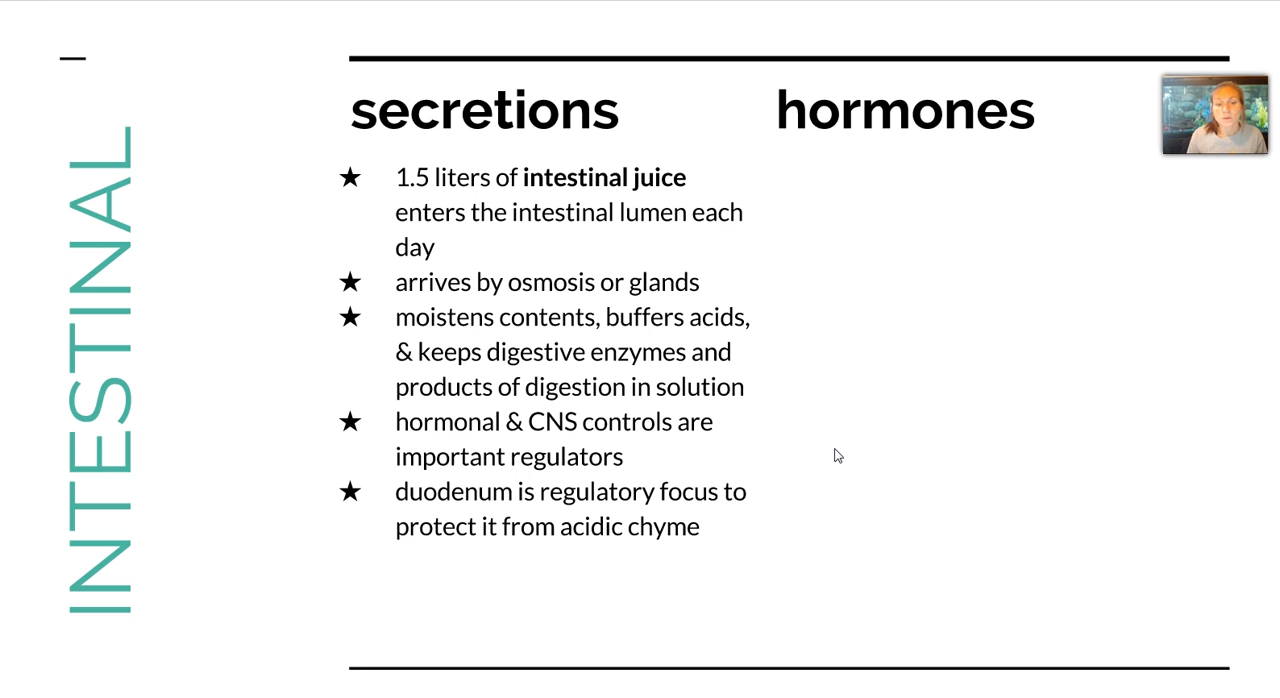 INTESTINAL
secretions
hormones
★ 1.5 liters of intestinal juice
enters the intestinal lumen each
day
★ arrives by osmosis or glands
★ moistens contents, buffers acids,
& keeps digestive enzymes and
products of digestion in solution
★ hormonal & CNS controls are
important regulators
★ duodenum is regulatory focus to
protect it from acidic chyme